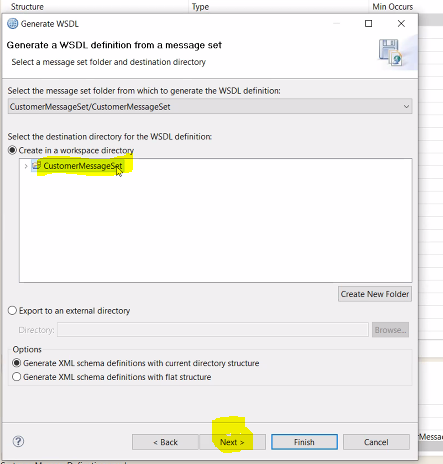 Structure Type Min Occurs
Generate WSDL
Generate a WSDL definition from a message set
Select a message set folder and destination directory
Select the message set folder from which to generate the WSDL definition:
CustomerMessageSet/CustomerMessageSet
Select the destination directory for the WSDL definition:
Create in a workspace directory
CustomerMessageSet
Create New Folder
Export to an external directory
Directory: Browse...
Options
Generate XML schema definitions with current directory structure
Generate XML schema definitions with flat structure
? < Back Next > Finish Cancel